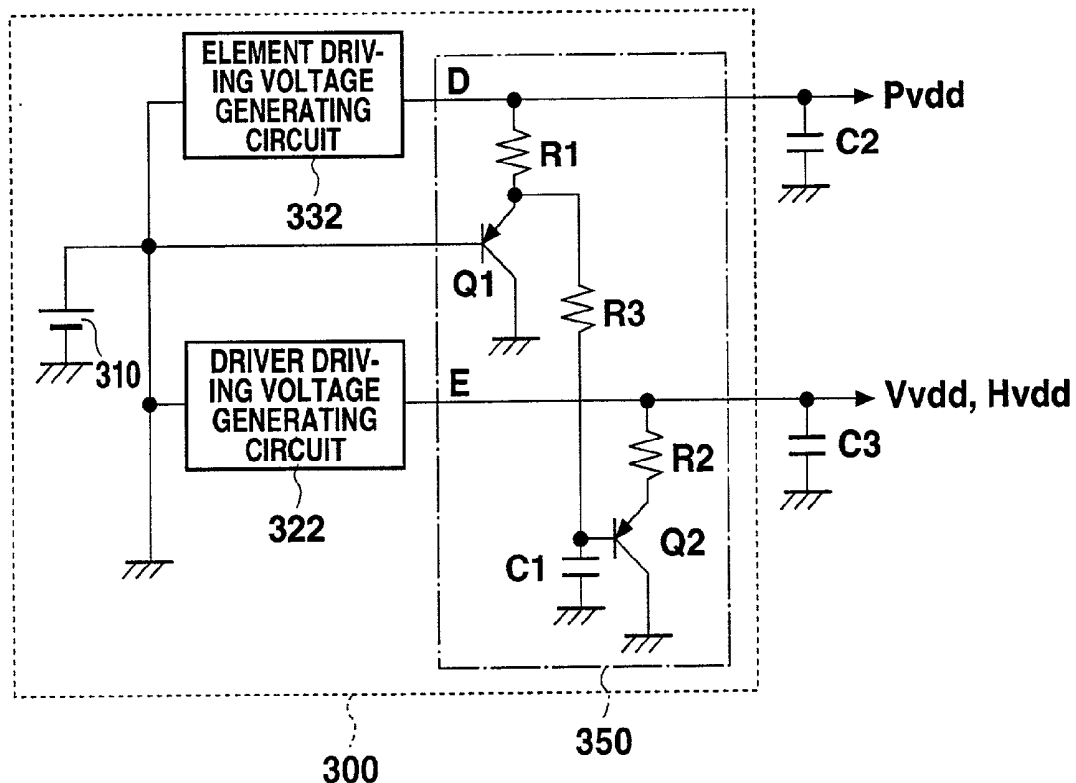 ELEMENT DRIV-
ING VOLTAGE
GENERATING
CIRCUIT
332
D
Pvdd
C2
R1
Q1
R3
310
DRIVER DRIV-
ING VOLTAGE
GENERATING
CIRCUIT
322
E
Vvdd, Hvdd
C3
R2
Q2
C1
350
300